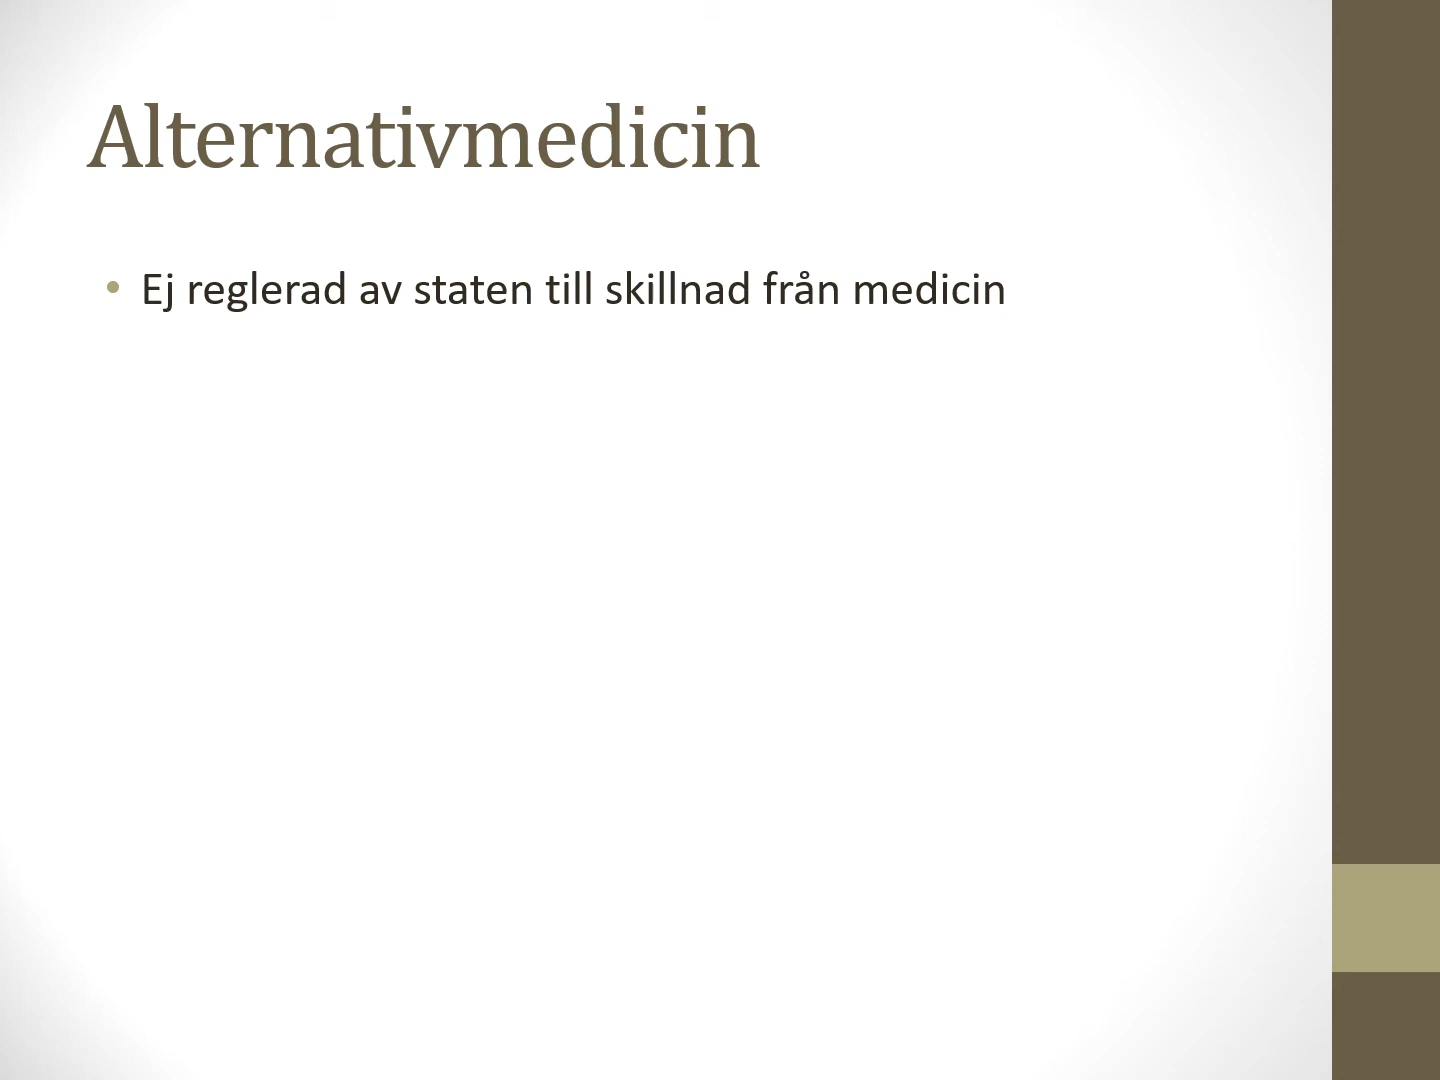 Alternativmedicin
• Ej reglerad av staten till skillnad från medicin